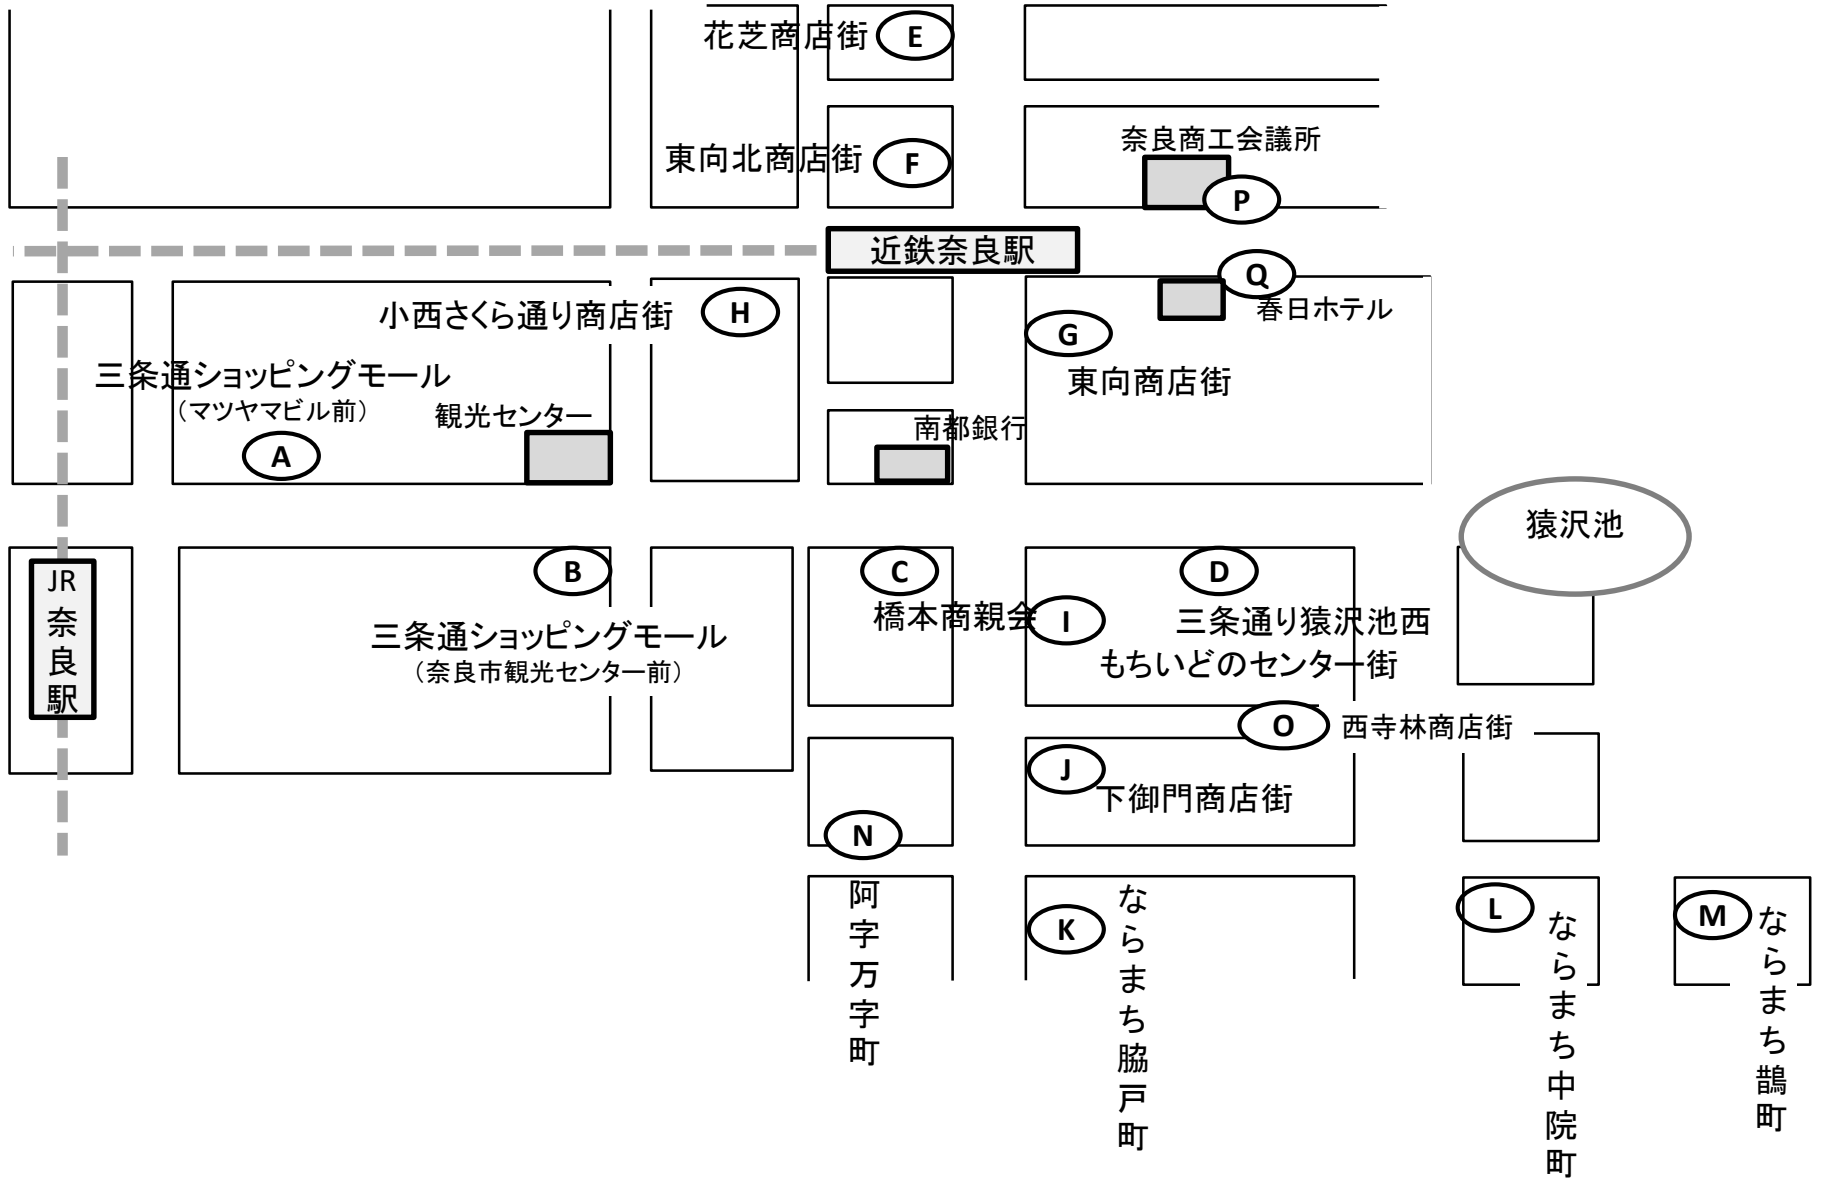 花芝商店街
E
東向北商店街
F
奈良商工会議所
P
近鉄奈良駅
Q
春日ホテル
小西さくら通り商店街
H
G
東向商店街
三条通ショッピングモール
（マツヤマビル前）
A
観光センター
南都銀行
猿沢池
JR
奈良駅
B
三条通ショッピングモール
（奈良市観光センター前）
C
橋本商親会
I
D
三条通り猿沢池西
もちいどのセンター街
O
西寺林商店街
J
下御門商店街
N
阿字万字町
K
ならまち脇戸町
L
ならまち中院町
M
ならまち鵲町